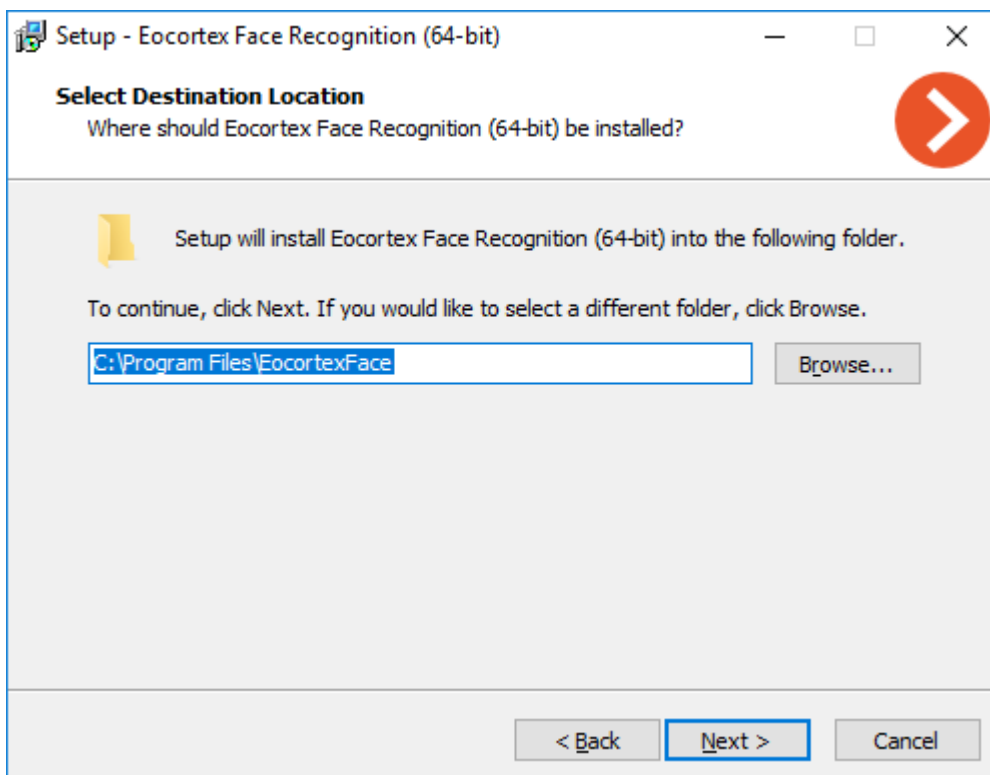 Setup - Eocortex Face Recognition (64-bit)
Select Destination Location
Where should Eocortex Face Recognition (64-bit) be installed?
Setup will install Eocortex Face Recognition (64-bit) into the following folder.
To continue, click Next. If you would like to select a different folder, click Browse.
C:\Program Files\EocortexFace
Browse...
< Back
Next >
Cancel